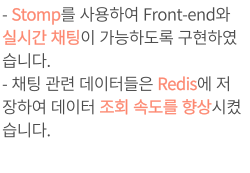 - Stomp를 사용하여 Front-end와
실시간 채팅이 가능하도록 구현하였
습니다.
- 채팅 관련 데이터들은 Redis에 저
장하여 데이터 조회 속도를 향상시켰
습니다.